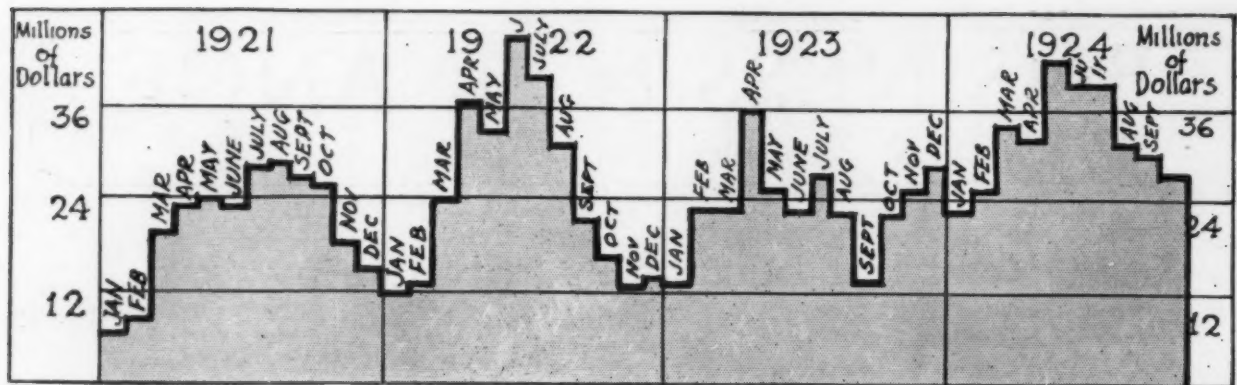 Millions of Dollars
36
24
12
1921
JAN FEB MAR APR MAY JUNE JULY AUG SEPT OCT NOV DEC
1922
JAN FEB MAR APR MAY J JULY AUG SEPT OCT NOV DEC
1923
JAN FEB MAR APR MAY JUNE JULY AUG SEPT OCT NOV DEC
1924
JAN FEB MAR APR AUG SEPT
Millions of Dollars
36
24
12